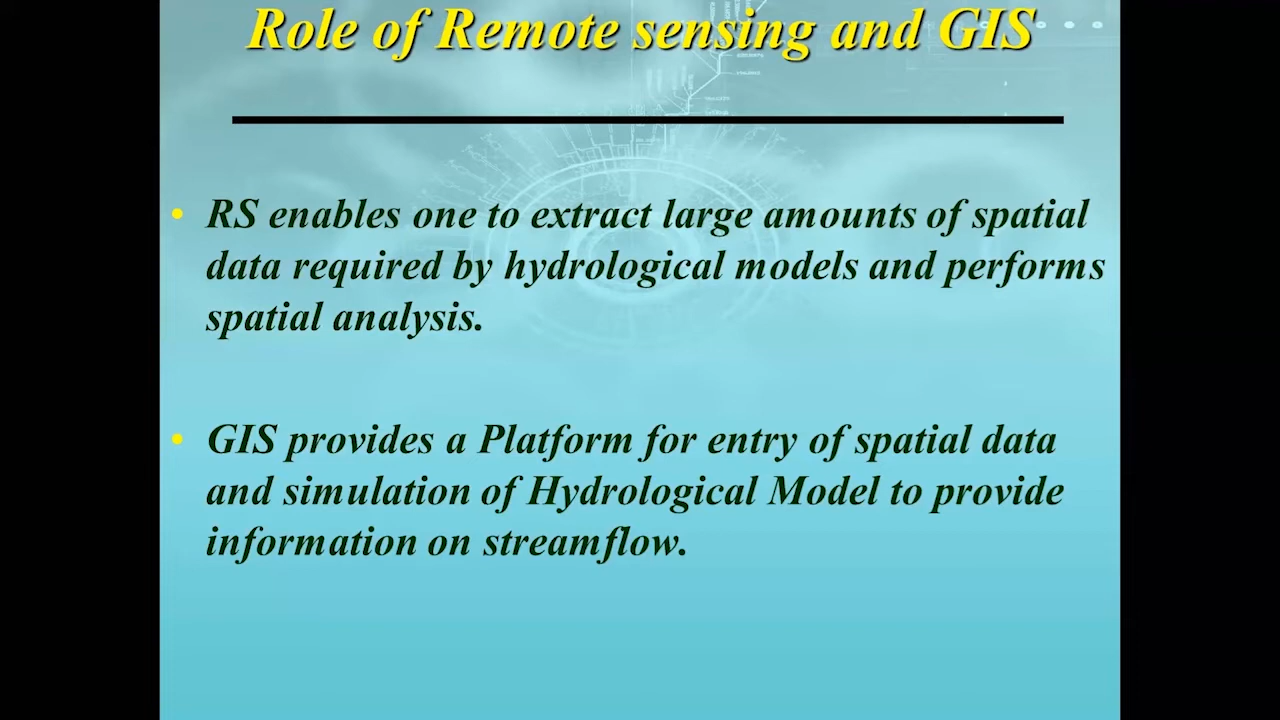 Role of Remote sensing and GIS
• RS enables one to extract large amounts of spatial
data required by hydrological models and performs
spatial analysis.
• GIS provides a Platform for entry of spatial data
and simulation of Hydrological Model to provide
information on streamflow.